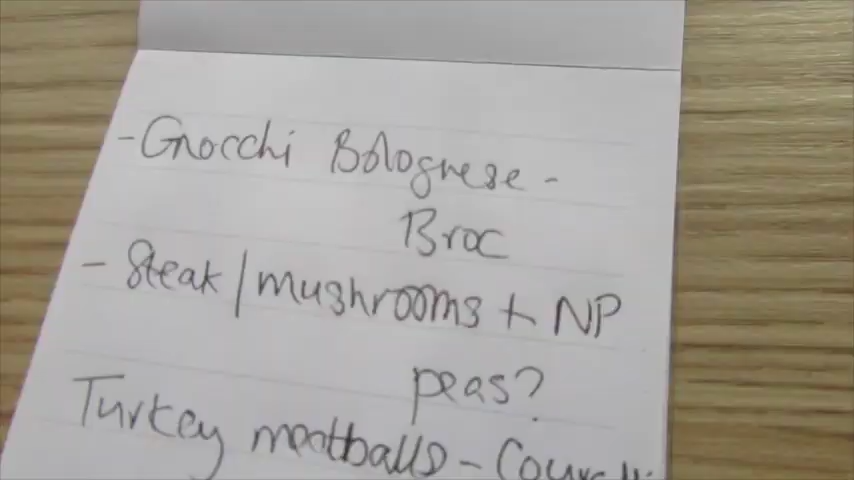 - Gnocchi Bolognese -
Broc
- Steak/mushrooms + NP
peas?
Turkey meatballs -